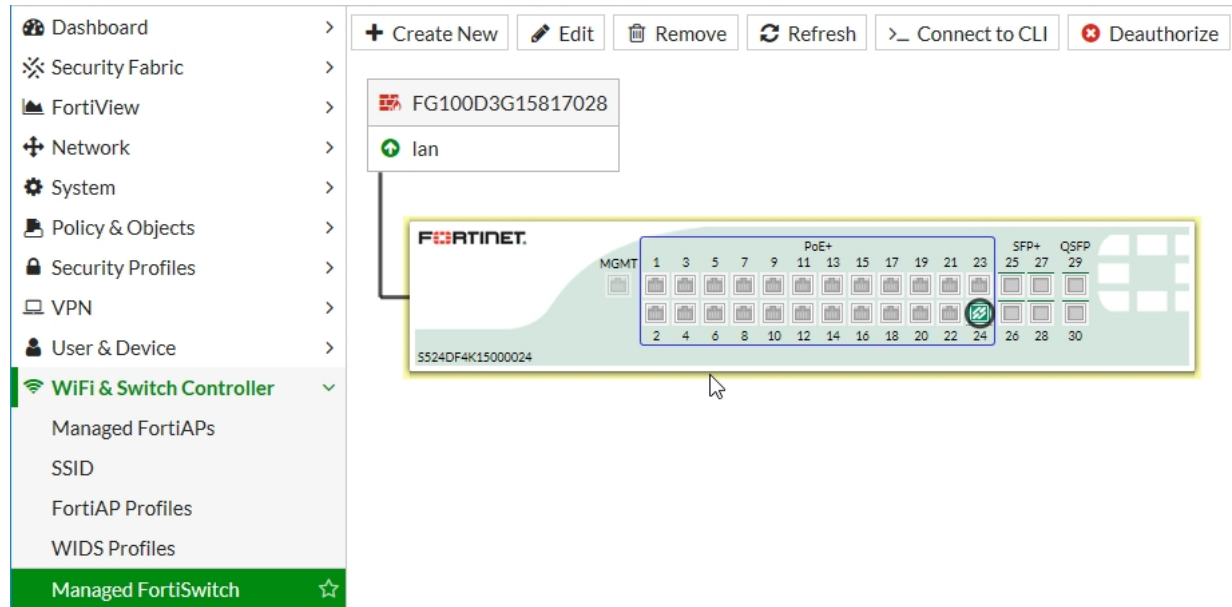 Dashboard
Security Fabric
FortiView
Network
System
Policy & Objects
Security Profiles
VPN
User & Device
WiFi & Switch Controller
Managed FortiAPs
SSID
FortiAP Profiles
WIDS Profiles
Managed FortiSwitch
Create New Edit Remove Refresh >_ Connect to CLI Deauthorize
FG100D3G15817028
lan
FORTINET.
PoE+ SFP+ QSFP
MGMT 1 3 5 7 9 11 13 15 17 19 21 23 25 27 29
2 4 6 8 10 12 14 16 18 20 22 24 26 28 30
S524DF4K15000024